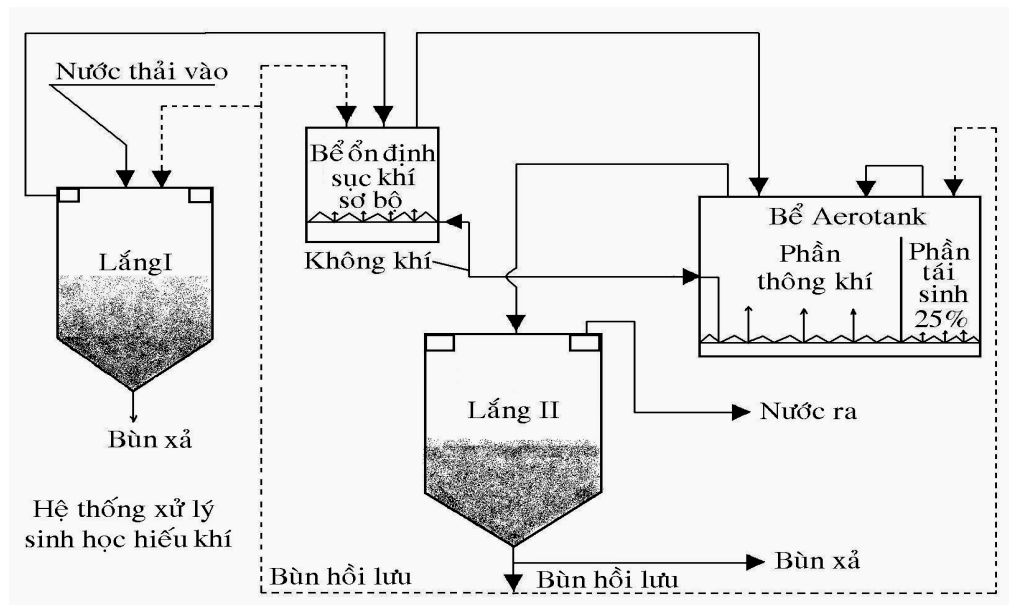 Nước thải vào
Bể ổn định
sục khí
sơ bộ
Bể Aerotank
Phần
thông khí
Phần
tái
sinh
25%
Không khí
LắngI
Lắng II
Nước ra
Bùn xả
Hệ thống xử lý
sinh học hiếu khí
Bùn xả
Bùn hồi lưu
Bùn hồi lưu